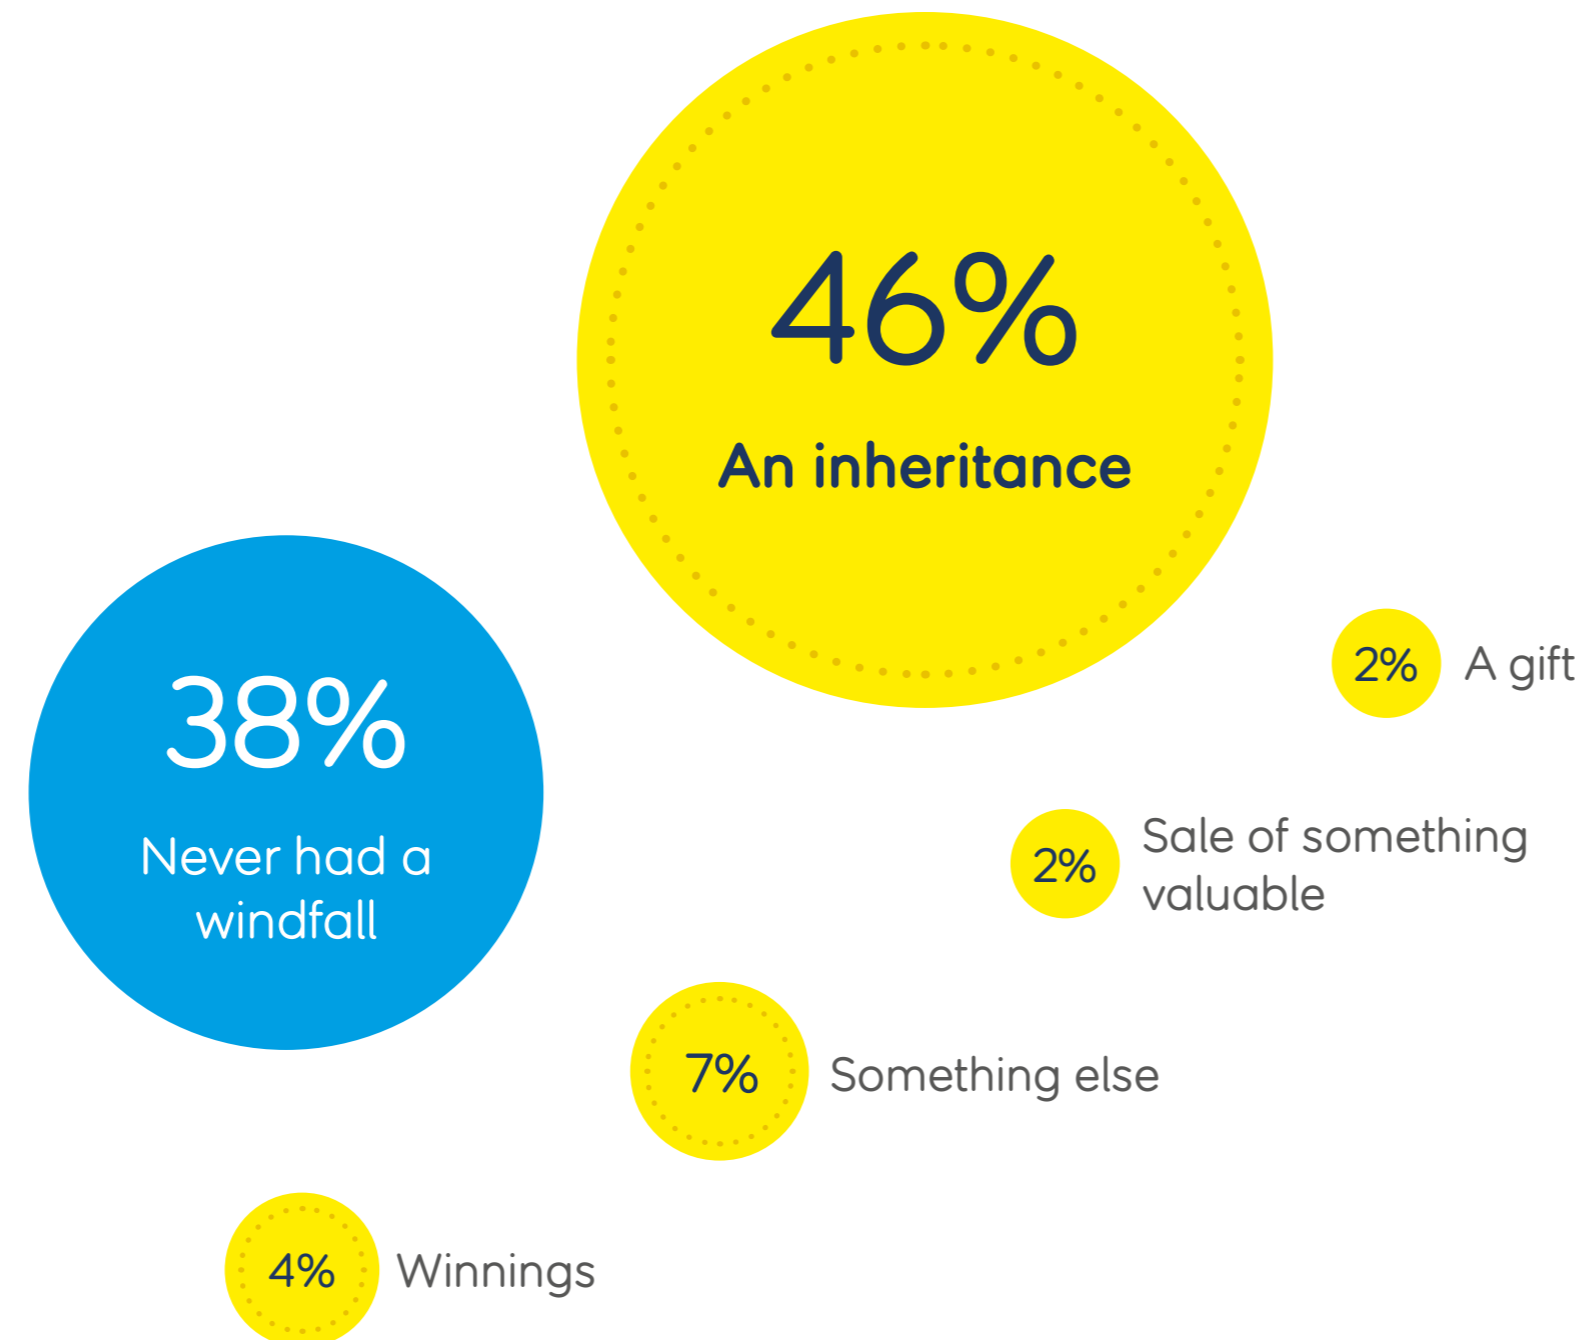 46%
An inheritance
38%
Never had a
windfall
2% A gift
2% Sale of something
valuable
7% Something else
4% Winnings